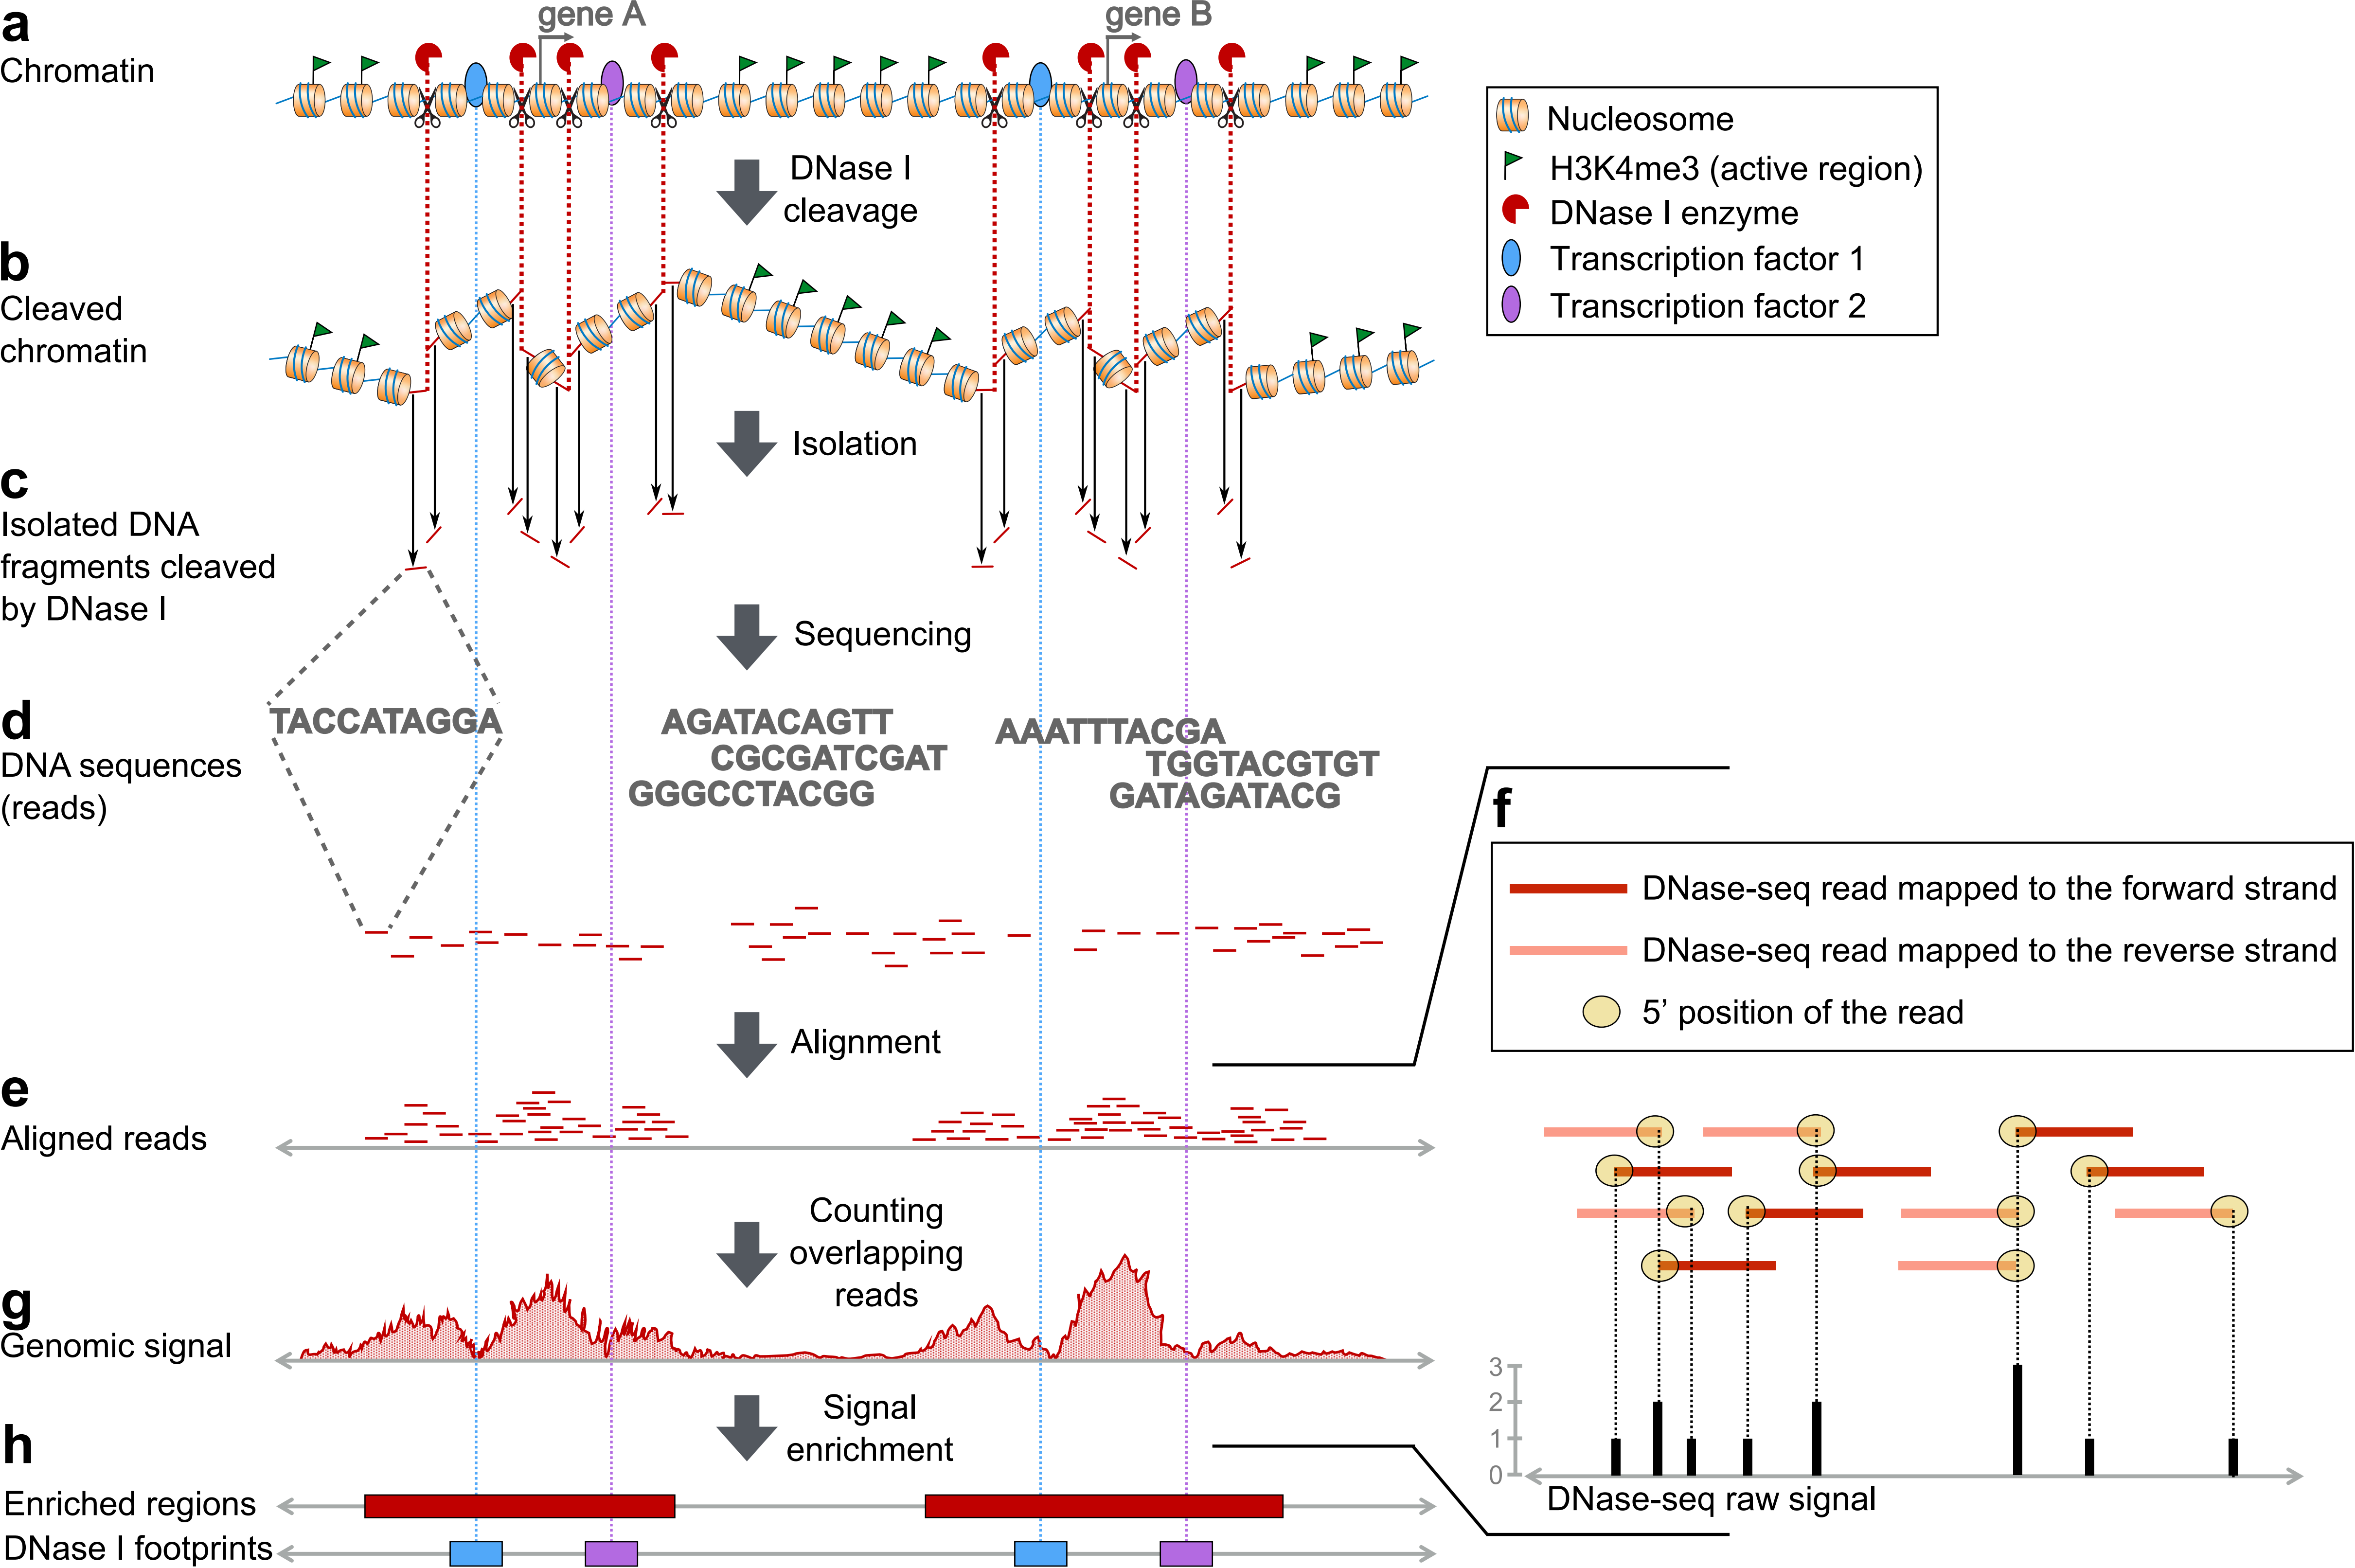 a
Chromatin
gene A
gene B
Nucleosome
H3K4me3 (active region)
DNase I enzyme
Transcription factor 1
Transcription factor 2
DNase I
cleavage
b
Cleaved
chromatin
Isolation
c
Isolated DNA
fragments cleaved
by DNase I
Sequencing
d
DNA sequences
(reads)
TACCATAGGA
AGATACAGTT
CGCGATCGAT
GGGCCTACGG
AAATTTACGA
TGGTACGTGT
GATAGATACG
Alignment
e
Aligned reads
f
DNase-seq read mapped to the forward strand
DNase-seq read mapped to the reverse strand
5’ position of the read
Counting
overlapping
reads
g
Genomic signal
Signal
enrichment
3
2
1
0
DNase-seq raw signal
h
Enriched regions
DNase I footprints